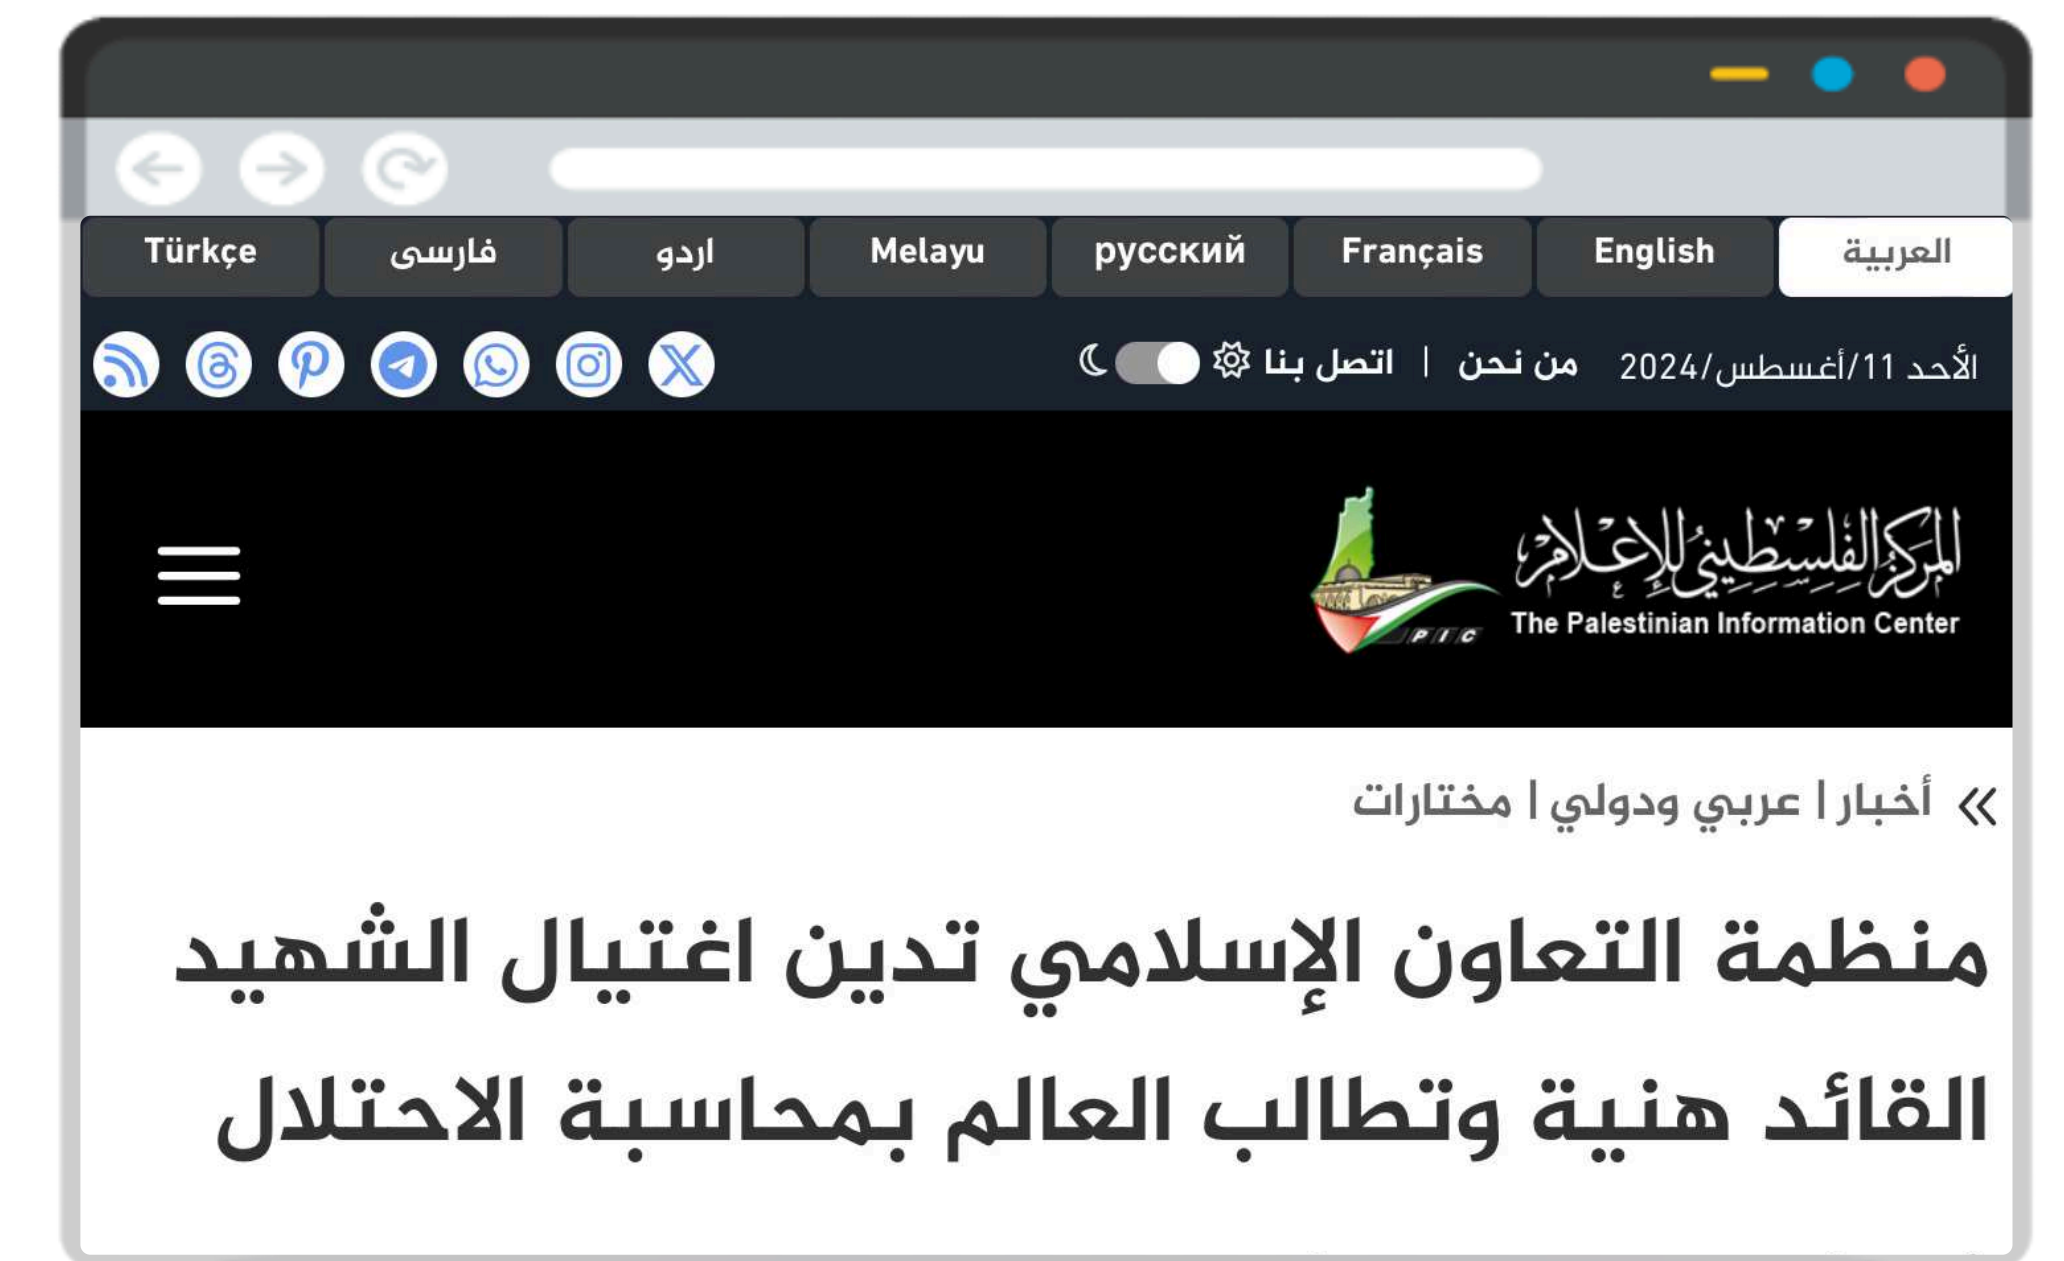 العربية
English
Français
русский
Melayu
اردو
فارسی
Türkçe
الأحد 11/أغسطس/2024 من نحن | اتصل بنا
المركز الفلسطيني للإعلام
The Palestinian Information Center
PIC
» أخبار | عربي ودولي | مختارات
منظمة التعاون الإسلامي تدين اغتيال الشهيد
القائد هنية وتطالب العالم بمحاسبة الاحتلال